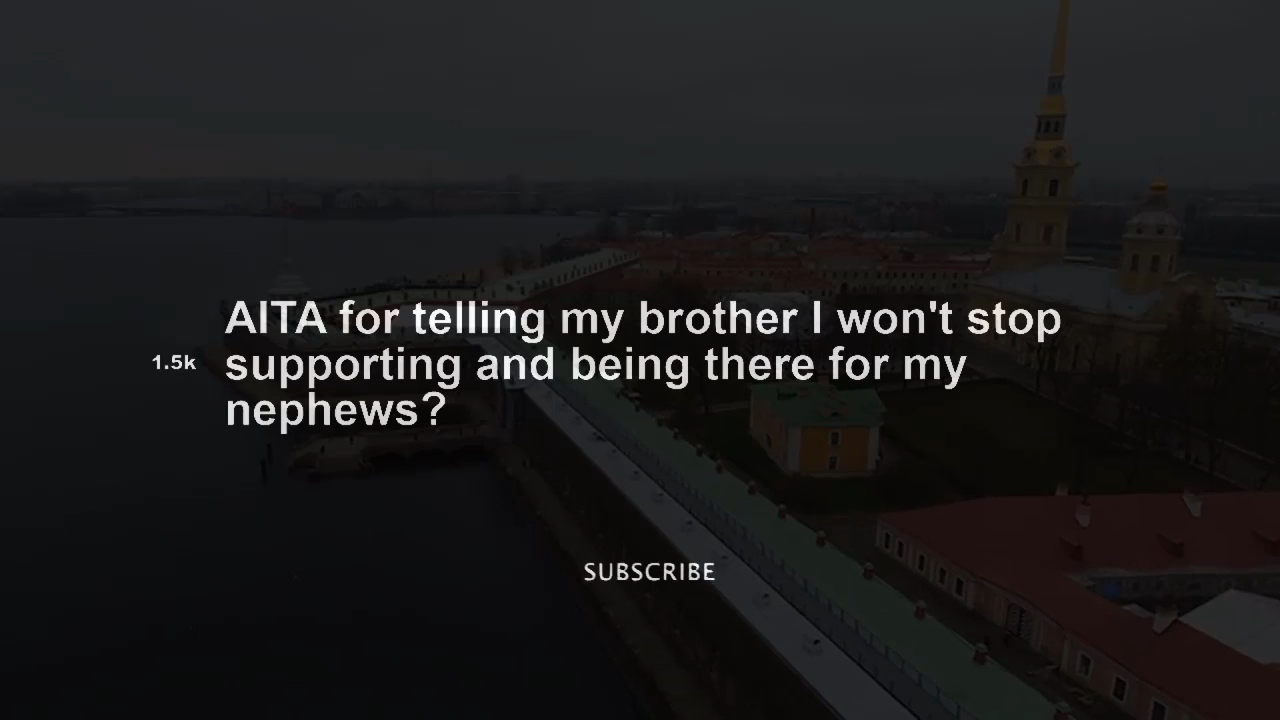 AITA for telling my brother I won't stop
1.5k
supporting and being there for my
nephews?
SUBSCRIBE